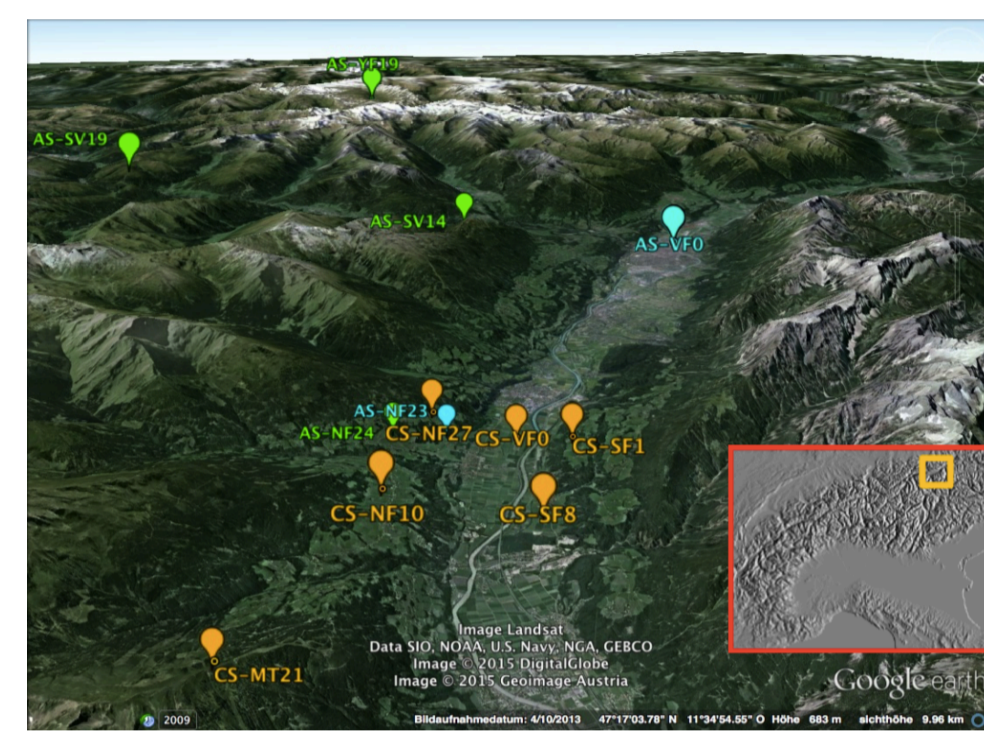 AS-YF19
AS-SV19
AS-SV14
AS-VF0
AS-NF23
AS-NF24 CS-NF27 CS-VF0
CS-SF1
CS-NF10
CS-SF8
Image Landsat
Data SIO, NOAA, U.S. Navy, NGA, GEBCO
Image © 2015 DigitalGlobe
Image © 2015 Geoimage Austria
CS-MT21
Google earth
2009
Bildaufnahmedatum: 4/10/2013 47°17'03.78" N 11°34'54.55" O Höhe 683 m sichthöhe 9.96 km